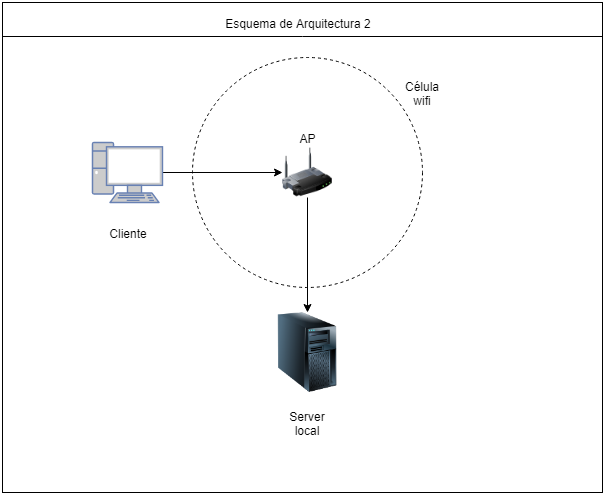 Esquema de Arquitectura 2
Célula
wifi
AP
Cliente
Server
local